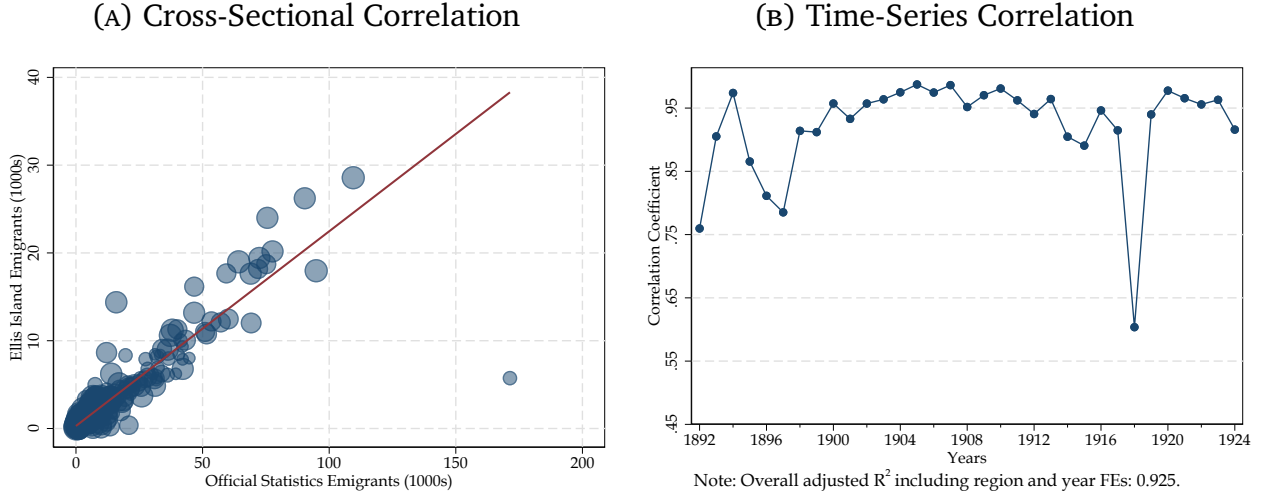 (A) Cross-Sectional Correlation
40
30
20
10
0
Ellis Island Emigrants (1000s)
0 50 100 150 200
Official Statistics Emigrants (1000s)
(B) Time-Series Correlation
.95
.85
.75
.65
.55
.45
Correlation Coefficient
1892 1896 1900 1904 1908 1912 1916 1920 1924
Years
Note: Overall adjusted R² including region and year FEs: 0.925.